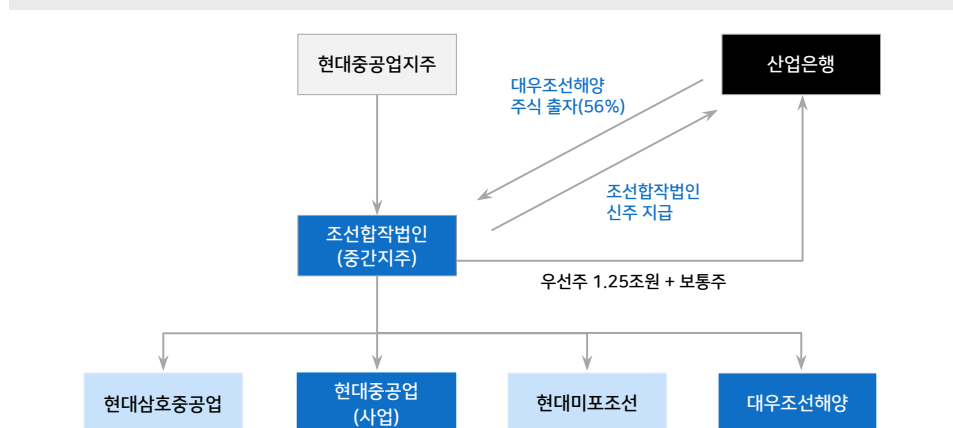 현대중공업지주
산업은행
대우조선해양
주식 출자(56%)
조선합작법인
신주 지급
조선합작법인
(중간지주)
우선주 1.25조원 + 보통주
현대삼호중공업
현대중공업
(사업)
현대미포조선
대우조선해양